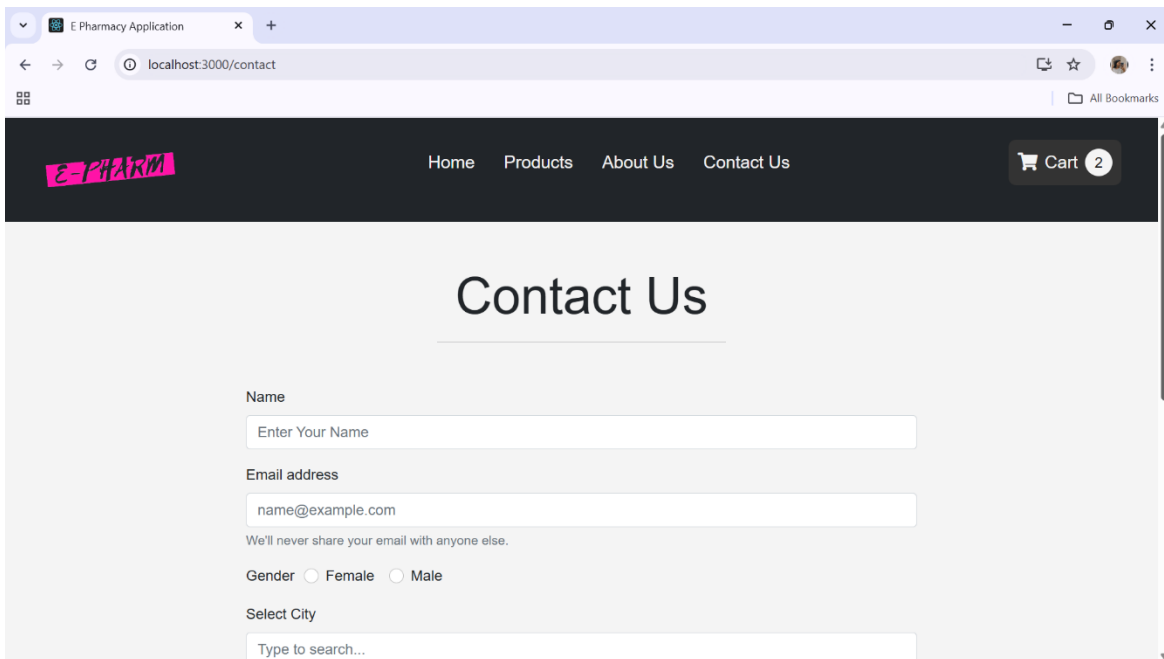 E Pharmacy Application
localhost:3000/contact
All Bookmarks
E-PHARM
Home Products About Us Contact Us
Cart 2
Contact Us
Name
Enter Your Name
Email address
name@example.com
We'll never share your email with anyone else.
Gender Female Male
Select City
Type to search...